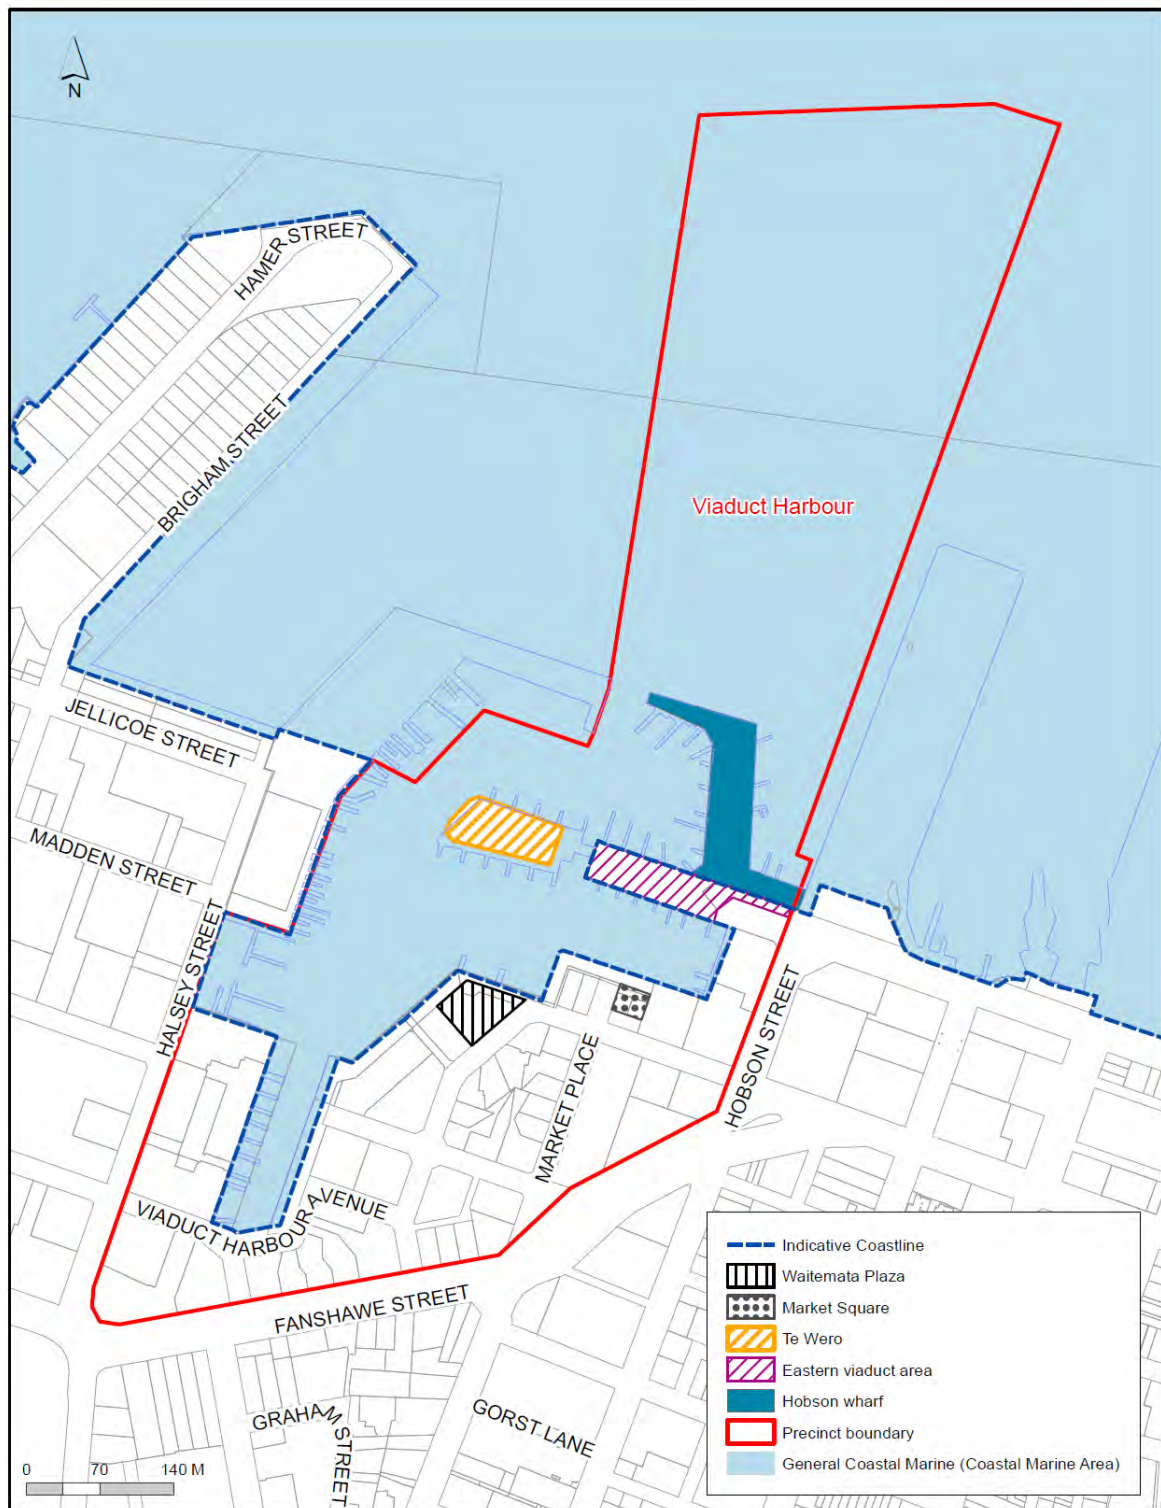 N
HAMER STREET
BRIGHAM STREET
Viaduct Harbour
JELLICOE STREET
MADDEN STREET
HALSEY STREET
HOBSON STREET
MARKET PLACE
VIADUCT HARBOUR AVENUE
FANSHAWE STREET
GRAHAM STREET
GORST LANE
Indicative Coastline
Waitemata Plaza
Market Square
Te Wero
Eastern viaduct area
Hobson wharf
Precinct boundary
General Coastal Marine (Coastal Marine Area)
0 70 140 M